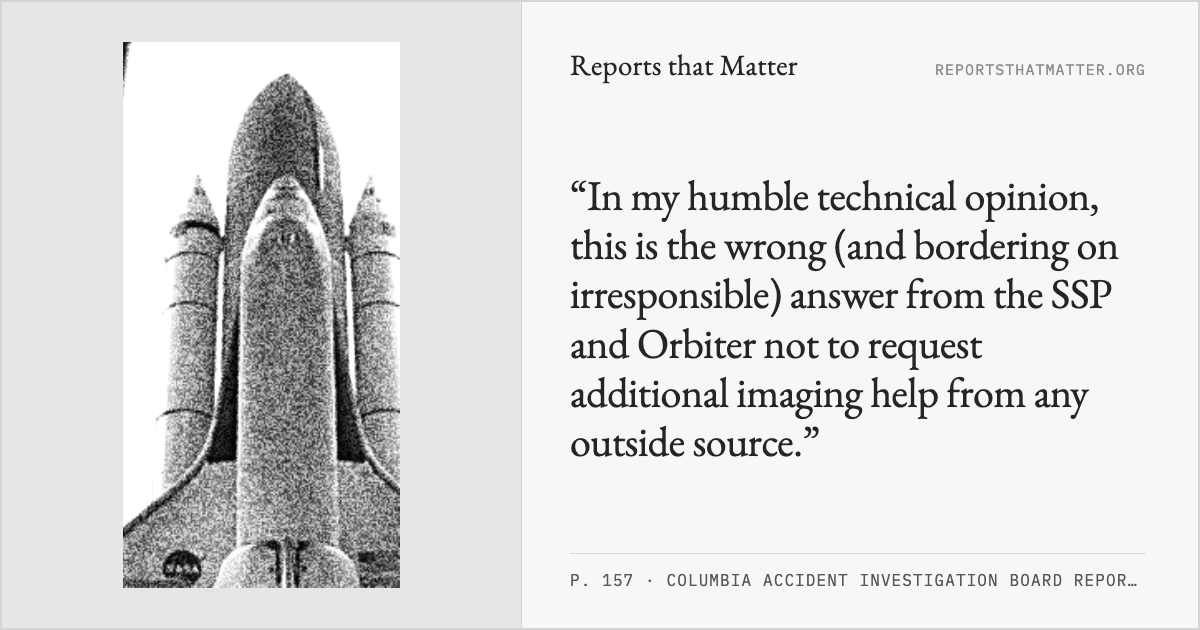 Reports that Matter
REPORTSTHATMATTER.ORG
“In my humble technical opinion,
this is the wrong (and bordering on
irresponsible) answer from the SSP
and Orbiter not to request
additional imaging help from any
outside source.”
P. 157 · COLUMBIA ACCIDENT INVESTIGATION BOARD REPOR…